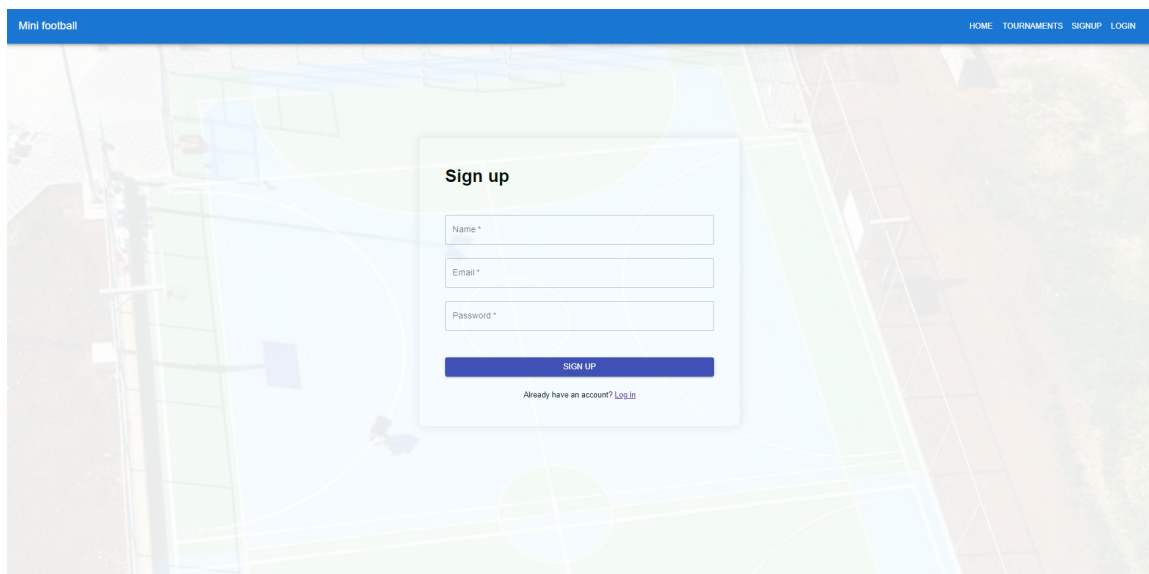 Mini football
HOME TOURNAMENTS SIGNUP LOGIN
Sign up
Name *
Email *
Password *
SIGN UP
Already have an account? Log in